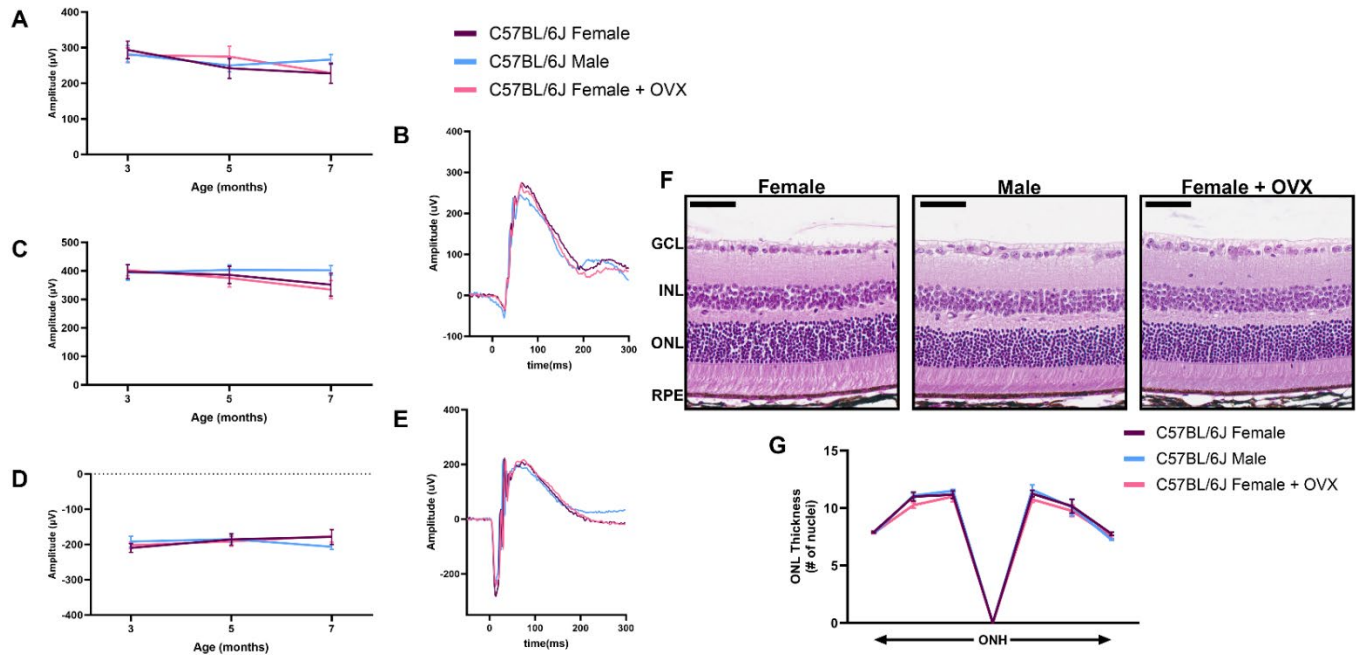 A
400
300
200
100
0
Amplitude (µV)
3
5
7
Age (months)
C57BL/6J Female
C57BL/6J Male
C57BL/6J Female + OVX
B
400
300
200
100
0
-100
Amplitude (uV)
0
100
200
300
time(ms)
C
500
400
300
200
100
0
Amplitude (µV)
3
5
7
Age (months)
D
0
-100
-200
-300
-400
Amplitude (µV)
3
5
7
Age (months)
E
400
200
0
-200
Amplitude (uV)
0
100
200
300
time(ms)
F
Female
Male
Female + OVX
GCL
INL
ONL
RPE
G
C57BL/6J Female
C57BL/6J Male
C57BL/6J Female + OVX
15
10
5
0
ONL Thickness
(# of nuclei)
ONH